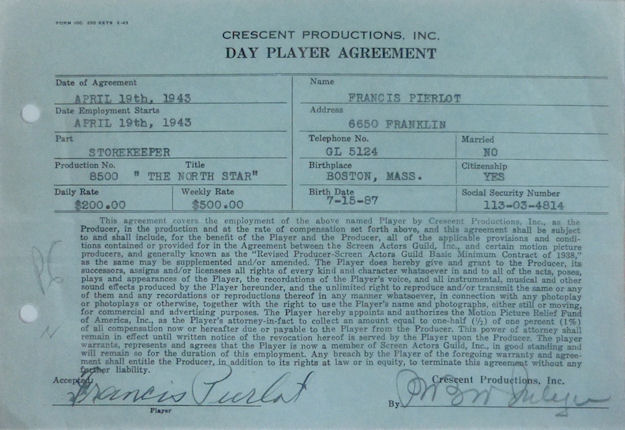 CRESCENT PRODUCTIONS, INC.
DAY PLAYER AGREEMENT
Date of Agreement
APRIL 19th, 1943
Name
FRANCIS PIERLOT
Date Employment Starts
APRIL 19th, 1943
Address
6650 FRANKLIN
Part
STOREKEEPER
Telephone No.
GL 5124
Married
NO
Production No. Title
8500 " THE NORTH STAR"
Birthplace
BOSTON, MASS.
Citizenship
YES
Daily Rate
$200.00
Weekly Rate
$500.00
Birth Date
7-15-87
Social Security Number
113-03-4814
This agreement covers the employment of the above named Player by Crescent Productions, Inc., as the
Producer, in the production and at the rate of compensation set forth above, and this agreement shall be subject
to and shall include, for the benefit of the Player and the Producer, all of the applicable provisions and condi-
tions contained or provided for in the Agreement between the Screen Actors Guild, Inc., and certain motion picture
producers, and generally known as the "Revised Producer-Screen Actors Guild Basic Minimum Contract of 1938,"
as the same may be supplemented and/or amended. The Player does hereby give and grant to the Producer, its
successors, assigns and/or licensees all rights of every kind and character whatsoever in and to all of the acts, poses,
plays and appearances of the Player, the recordations of the Player's voice, and all instrumental, musical and other
sound effects produced by the Player hereunder, and the unlimited right to reproduce and/or transmit the same or any
of them and any recordations or reproductions thereof in any manner whatsoever, in connection with any photoplay
or photoplays or otherwise, together with the right to use the Player's name and photographs, either still or moving,
for commercial and advertising purposes. The Player hereby appoints and authorizes the Motion Picture Relief Fund
of America, Inc., as the Player's attorney-in-fact to collect an amount equal to one-half (½) of one percent (1%)
of all compensation now or hereafter due or payable to the Player from the Producer. This power of attorney shall
remain in effect until written notice of the revocation hereof is served by the Player upon the Producer. The player
warrants, represents and agrees that the Player is now a member of Screen Actors Guild, Inc., in good standing and
will remain so for the duration of this employment. Any breach by the Player of the foregoing warranty and agree-
ment shall entitle the Producer, in addition to its rights at law or in equity, to terminate this agreement without any
further liability.
Accepted:
Francis Pierlot
Player
Crescent Productions, Inc.
By